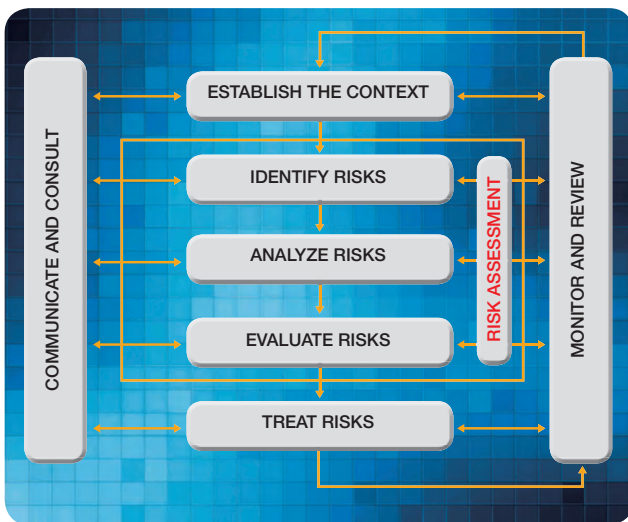 COMMUNICATE AND CONSULT
ESTABLISH THE CONTEXT
IDENTIFY RISKS
ANALYZE RISKS
EVALUATE RISKS
TREAT RISKS
RISK ASSESSMENT
MONITOR AND REVIEW